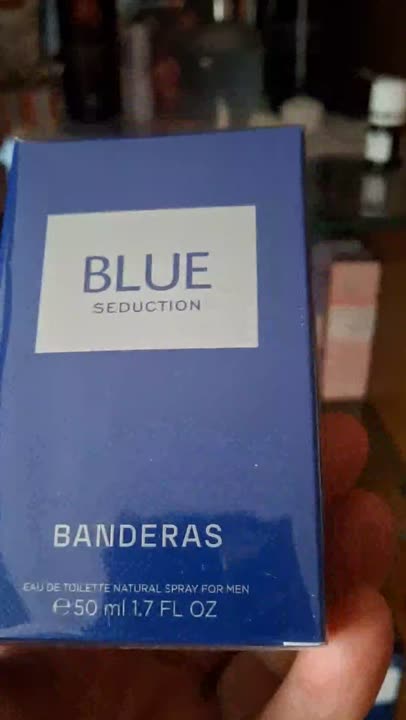 BLUE
SEDUCTION
BANDERAS
EAU DE TOILETTE NATURAL SPRAY FOR MEN
℮50 ml 1.7 FL OZ